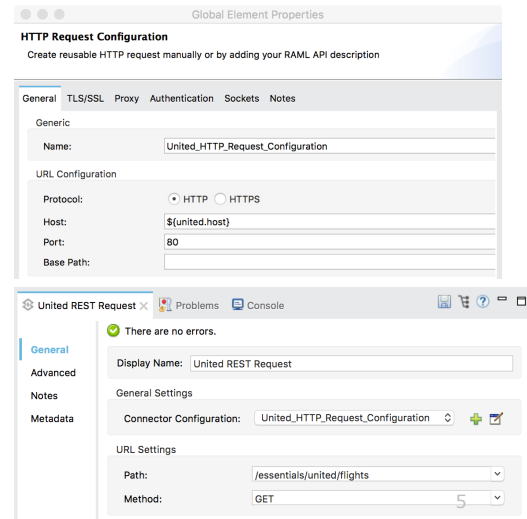 Global Element Properties
HTTP Request Configuration
Create reusable HTTP request manually or by adding your RAML API description
General TLS/SSL Proxy Authentication Sockets Notes
Generic
Name: United_HTTP_Request_Configuration
URL Configuration
Protocol: HTTP HTTPS
Host: ${united.host}
Port: 80
Base Path:
United REST Request Problems Console
There are no errors.
General
Display Name: United REST Request
Advanced
Notes General Settings
Metadata Connector Configuration: United_HTTP_Request_Configuration
URL Settings
Path: /essentials/united/flights
Method: GET
5